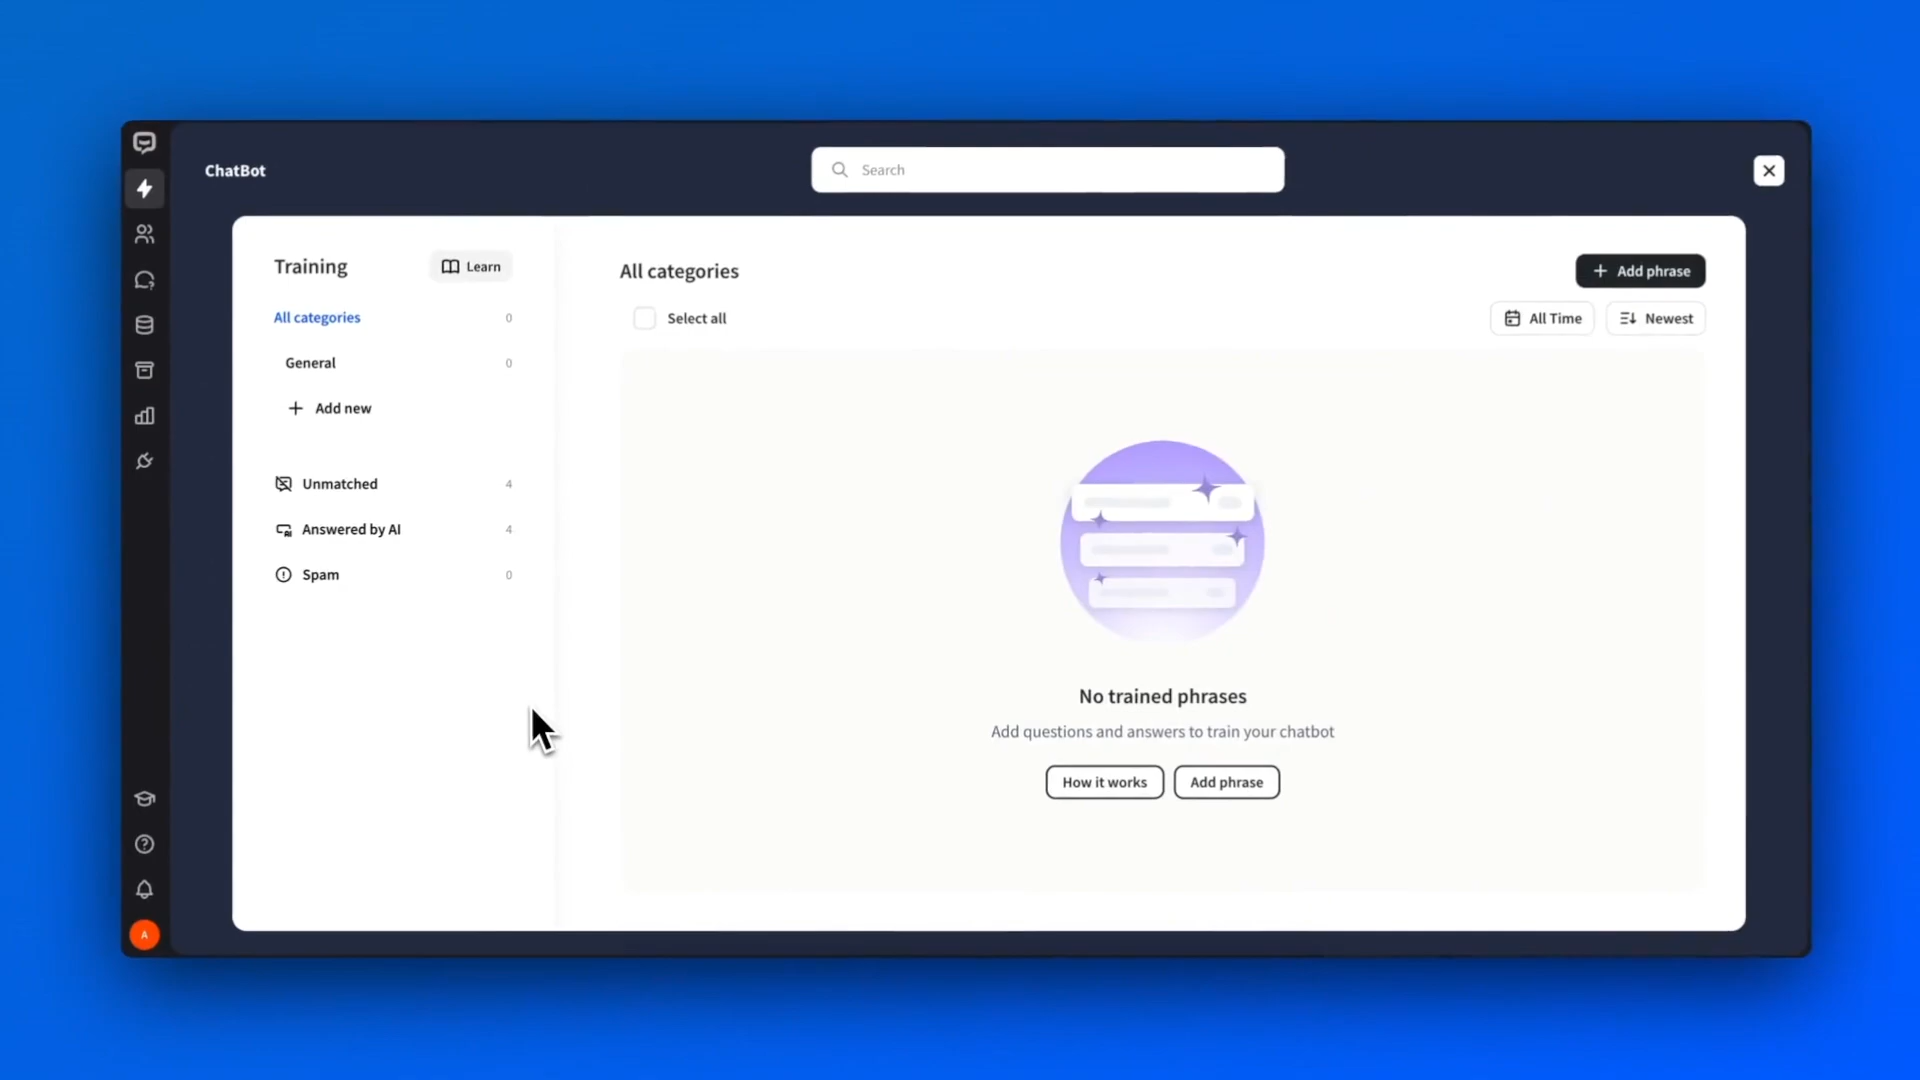 ChatBot
Search
Training
Learn
All categories 0
General 0
Add new
Unmatched 4
Answered by AI 4
Spam 0
A
All categories
Add phrase
Select all
All Time
Newest
No trained phrases
Add questions and answers to train your chatbot
How it works
Add phrase